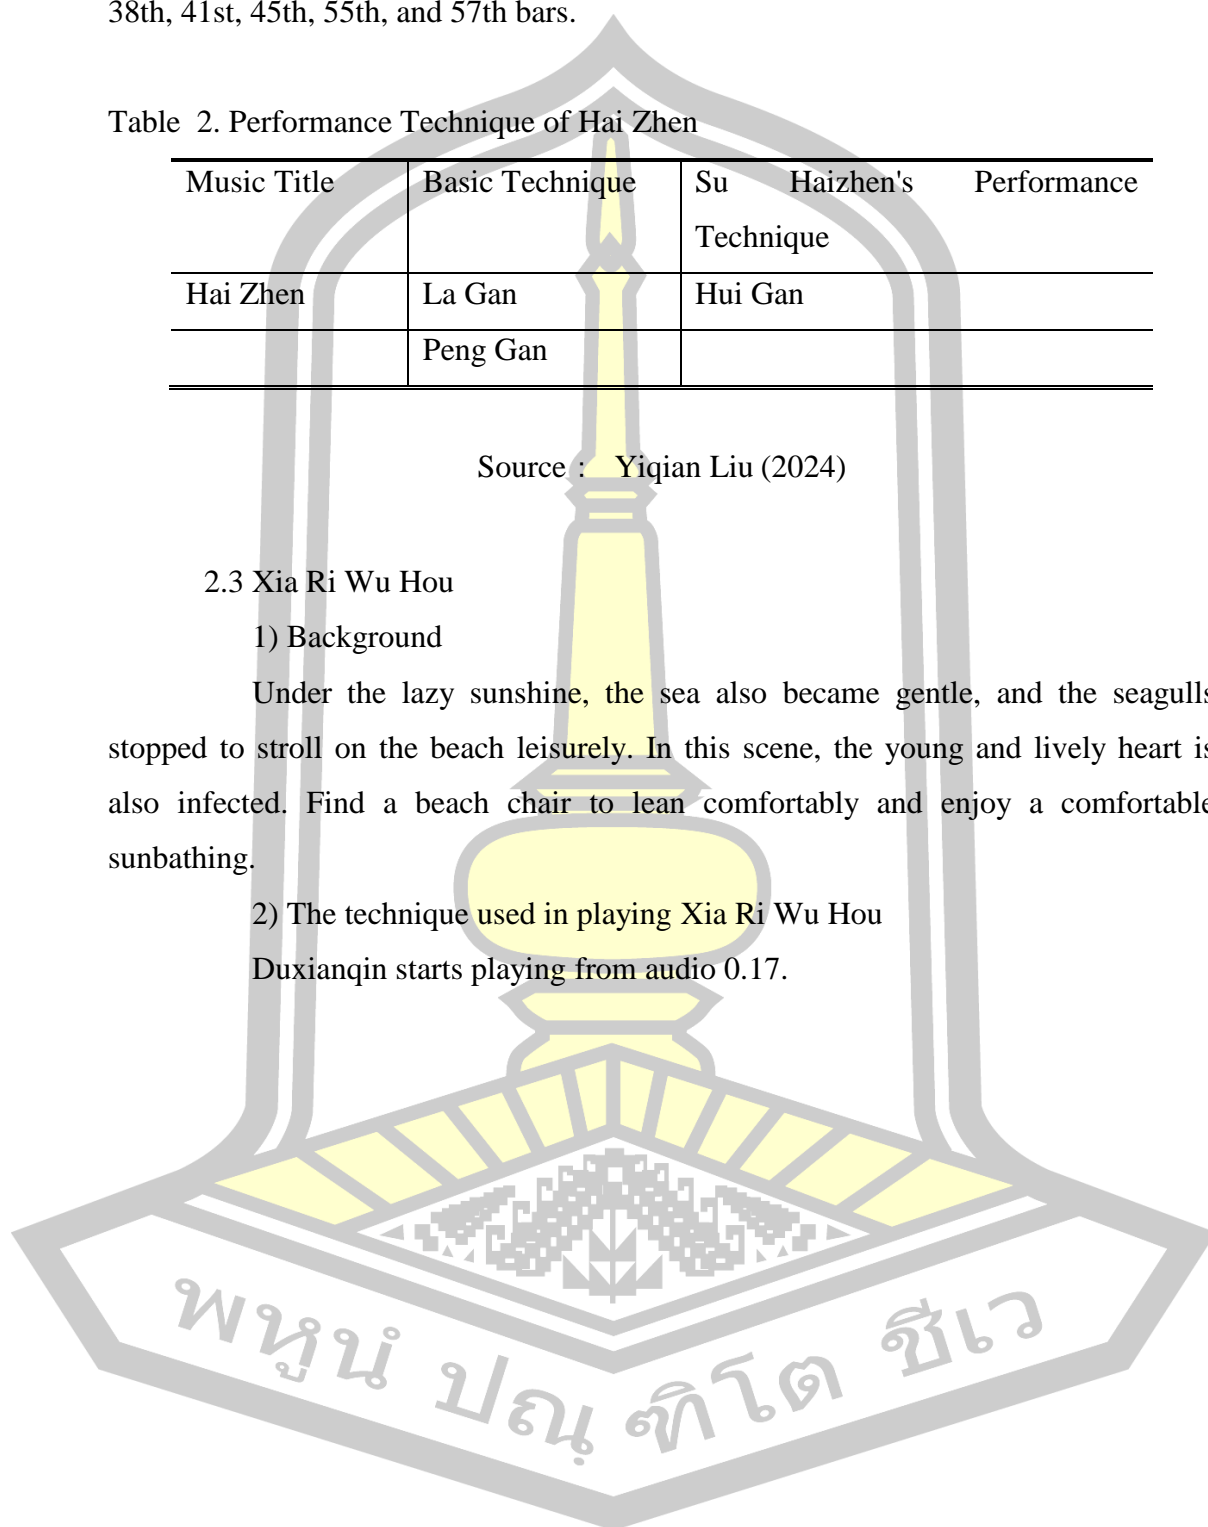 38th, 41st, 45th, 55th, and 57th bars.
Table 2. Performance Technique of Hai Zhen
Music Title Basic Technique Su Haizhen's Performance
Technique
Hai Zhen La Gan Hui Gan
Peng Gan
Source : Yiqian Liu (2024)
2.3 Xia Ri Wu Hou
1) Background
Under the lazy sunshine, the sea also became gentle, and the seagulls
stopped to stroll on the beach leisurely. In this scene, the young and lively heart is
also infected. Find a beach chair to lean comfortably and enjoy a comfortable
sunbathing.
2) The technique used in playing Xia Ri Wu Hou
Duxianqin starts playing from audio 0.17.
พหูนํ ปณฺฑิโต ชีเว